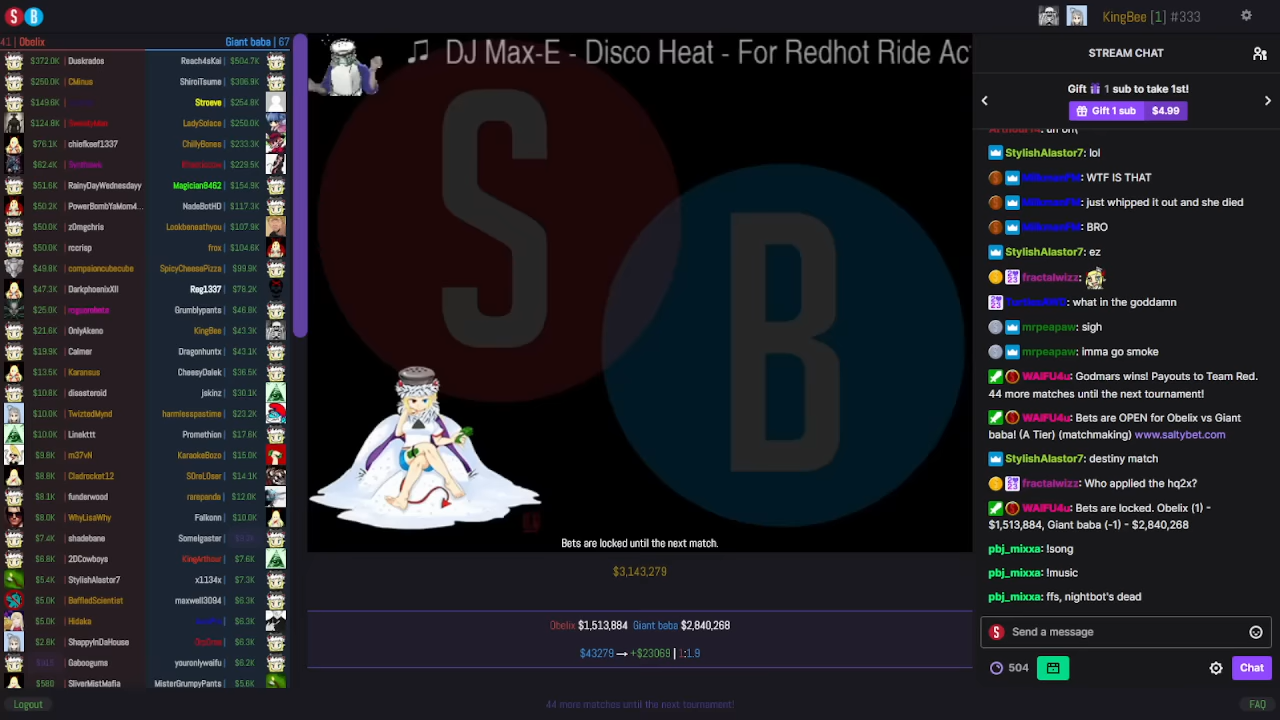 S B
KingBee [1] #333
41 | Obelix
Giant baba | 67
$372.0K | Duskrados
Reach4sKai | $504.7K
$250.0K | CMinus
ShiroiTsume | $306.9K
$149.6K
Stroeve | $254.8K
$124.8K | SweatyMan
LadySolace | $250.0K
$76.1K | chiefkeef1337
ChillyBones | $233.3K
$62.4K
$229.5K
$51.6K | RainyDayWednesdayy
Magician8462 | $154.9K
$50.2K | PowerBombYaMom4...
NadeBotHD | $117.3K
$50.0K | z0mgchris
Lookbeneathyou | $107.9K
$50.0K | rccrisp
frox | $104.6K
$49.8K | companioncubecube
SpicyCheesePizza | $99.9K
$47.3K | DarkphoenixXII
Reg1337 | $78.2K
$25.0K
Grumblypants | $46.8K
$21.6K | OnlyAkeno
KingBee | $43.3K
$19.9K | Calmer
Dragonhuntx | $43.1K
$13.5K | Karansus
CheesyDalek | $36.5K
$10.8K | disasteroid
jskinz | $30.1K
$10.0K | TwiztedMynd
harmlesspastime | $23.2K
$10.0K | Linekttt
Promethion | $17.6K
$9.8K | m37vN
KaraokeBozo | $15.0K
$8.8K | Cladrocket12
S0reL0ser | $14.1K
$8.1K | funderwood
rarepanda | $12.0K
$8.0K | WhyLisaWhy
Falkonn | $10.0K
$7.4K | shadebane
Somelgaster
$6.8K | 2DCowboys
KingArthuur | $7.6K
$5.4K | StylishAlastor7
x1134x | $7.3K
$5.0K | BaffledScientist
maxwell3094 | $6.3K
$5.0K | Hidaka
$6.3K
$2.8K | ShappyInDaHouse
$6.3K
Gaboogums
youronlywaifu | $6.2K
$580 | SilverMistMafia
MisterGrumpyPants | $5.6K
Logout
♫ DJ Max-E - Disco Heat - For Redhot Ride Ac
S
B
Bets are locked until the next match.
$3,143,279
Obelix $1,513,884 Giant baba $2,840,268
$43279 → +$23069 | 1:1.9
44 more matches until the next tournament!
STREAM CHAT
Gift 1 sub to take 1st!
Gift 1 sub $4.99
StylishAlastor7: lol
MilkmanFM: WTF IS THAT
MilkmanFM: just whipped it out and she died
MilkmanFM: BRO
StylishAlastor7: ez
fractalwizz:
: what in the goddamn
mrpeapaw: sigh
mrpeapaw: imma go smoke
WAIFU4u: Godmars wins! Payouts to Team Red.
44 more matches until the next tournament!
WAIFU4u: Bets are OPEN for Obelix vs Giant
baba! (A Tier) (matchmaking) www.saltybet.com
StylishAlastor7: destiny match
fractalwizz: Who applied the hq2x?
WAIFU4u: Bets are locked. Obelix (1) -
$1,513,884, Giant baba (-1) - $2,840,268
pbj_mixxa: !song
pbj_mixxa: !music
pbj_mixxa: ffs, nightbot's dead
Send a message
504
Chat
FAQ